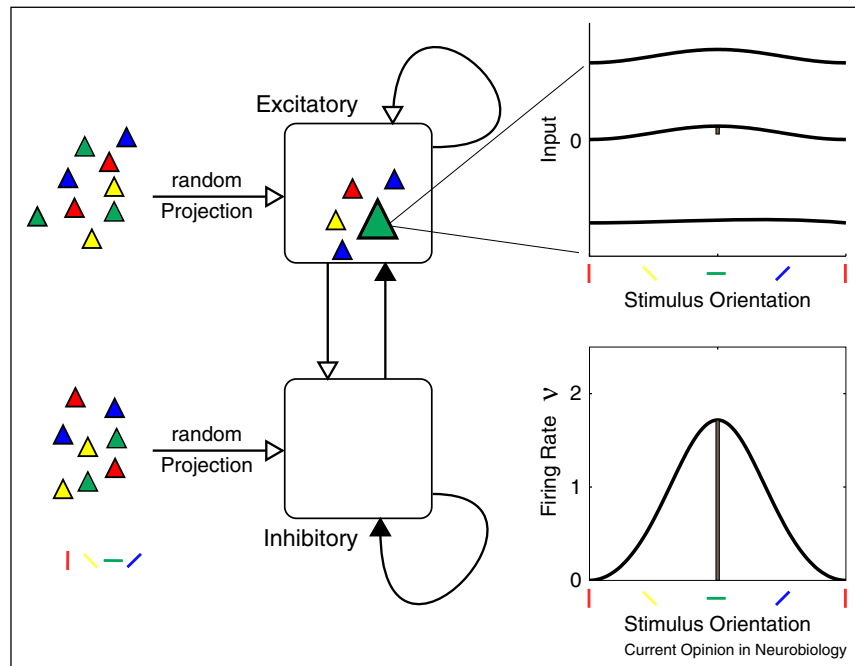 Excitatory
random
Projection
Input
0
Stimulus Orientation
random
Projection
Inhibitory
Firing Rate ν
2
1
0
Stimulus Orientation
Current Opinion in Neurobiology